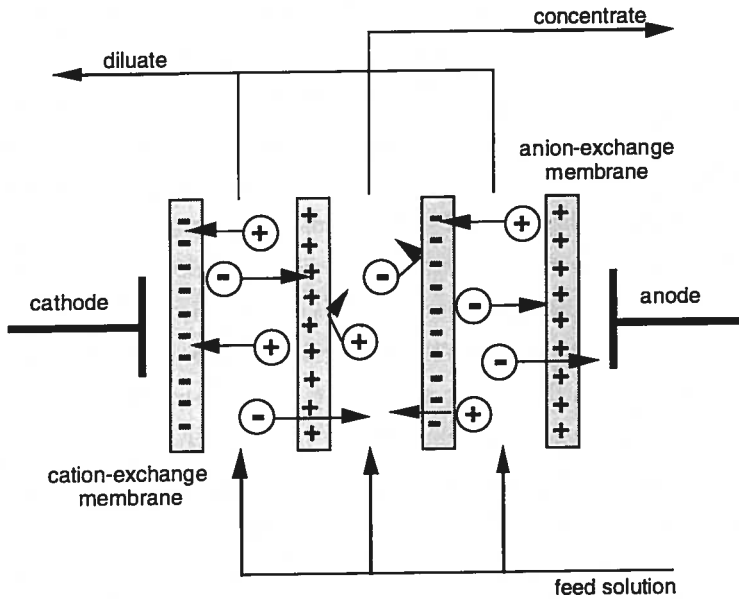 concentrate
diluate
anion-exchange
membrane
cathode
anode
cation-exchange
membrane
feed solution